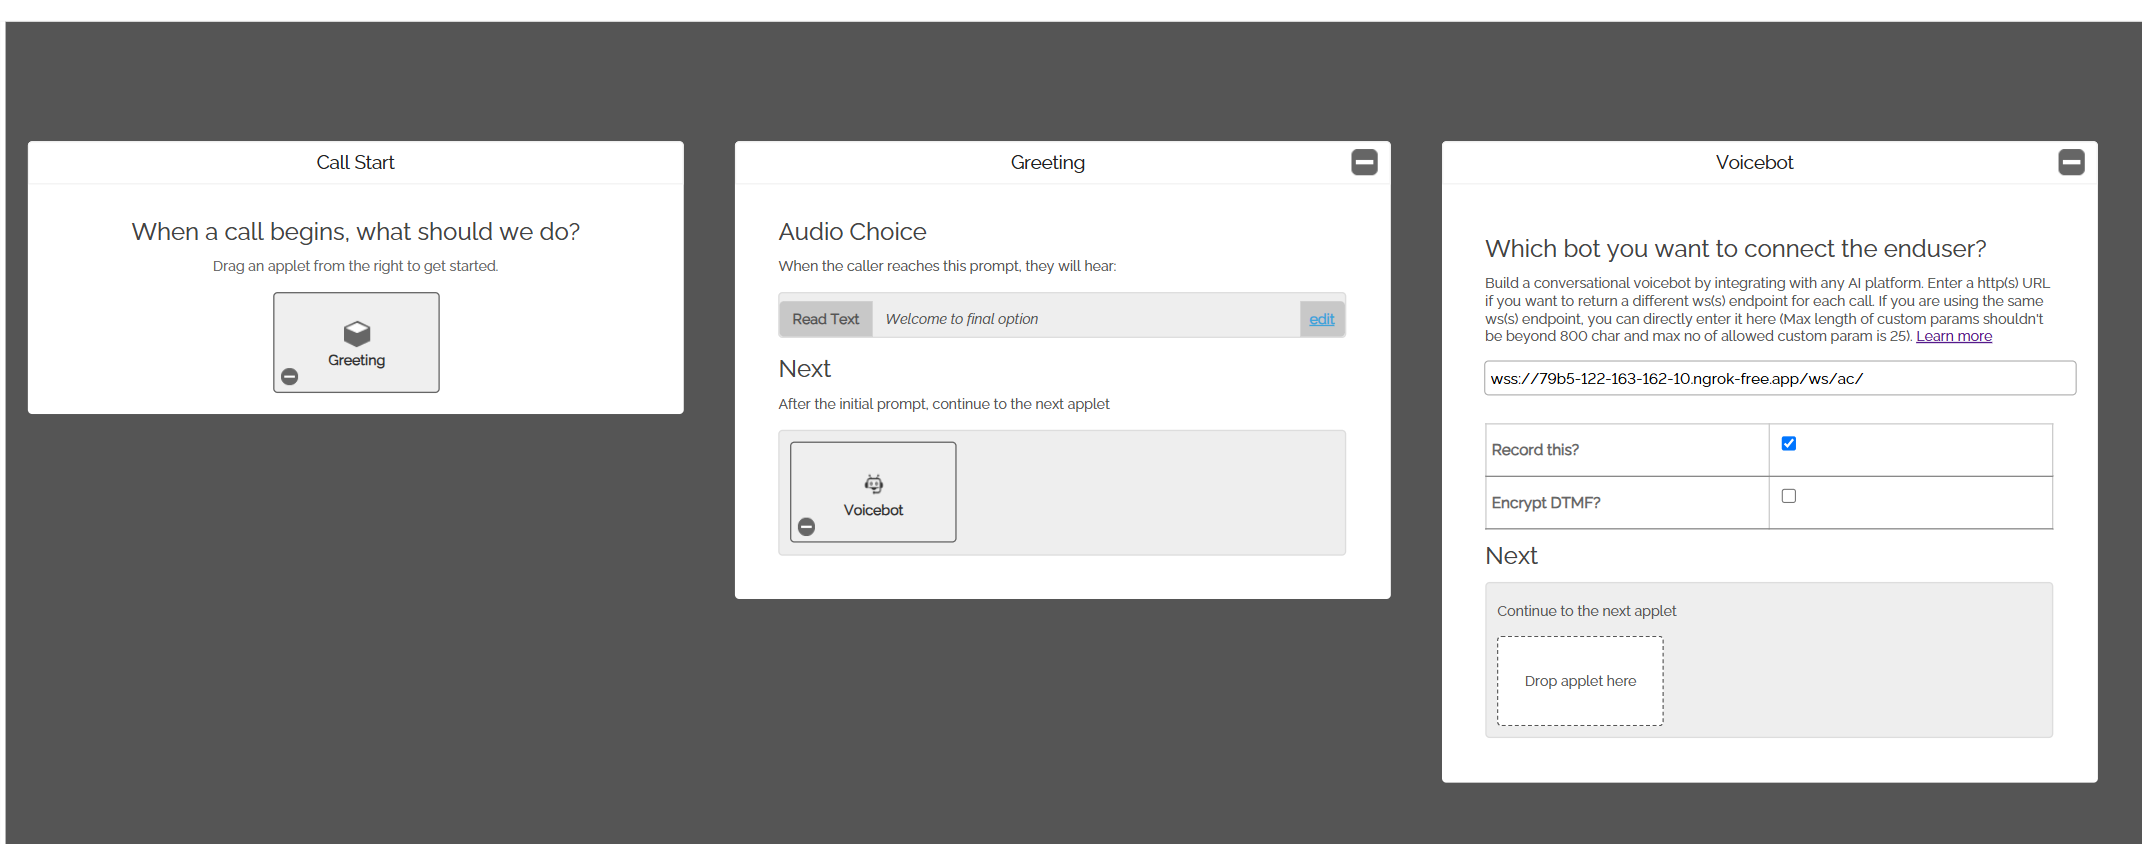 Call Start
When a call begins, what should we do?
Drag an applet from the right to get started.
Greeting
Greeting
Audio Choice
When the caller reaches this prompt, they will hear:
Read Text Welcome to final option edit
Next
After the initial prompt, continue to the next applet
Voicebot
Voicebot
Which bot you want to connect the enduser?
Build a conversational voicebot by integrating with any AI platform. Enter a http(s) URL
if you want to return a different ws(s) endpoint for each call. If you are using the same
ws(s) endpoint, you can directly enter it here (Max length of custom params shouldn't
be beyond 800 char and max no of allowed custom param is 25). Learn more
wss://79b5-122-163-162-10.ngrok-free.app/ws/ac/
Record this?
Encrypt DTMF?
Next
Continue to the next applet
Drop applet here